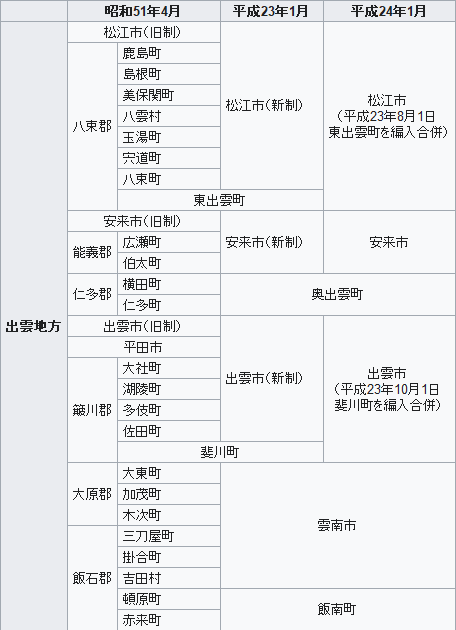 昭和51年4月 平成23年1月 平成24年1月
出雲地方
松江市(旧制)
八束郡
鹿島町
島根町
美保関町
八雲村
玉湯町
宍道町
八束町
東出雲町
松江市(新制)
松江市
(平成23年8月1日
東出雲町を編入合併)
安来市(旧制)
能義郡
広瀬町
伯太町
安来市(新制)
安来市
仁多郡
横田町
仁多町
奥出雲町
出雲市(旧制)
平田市
簸川郡
大社町
湖陵町
多伎町
佐田町
斐川町
出雲市(新制)
出雲市
(平成23年10月1日
斐川町を編入合併)
大原郡
大東町
加茂町
木次町
飯石郡
三刀屋町
掛合町
吉田村
雲南市
頓原町
赤来町
飯南町